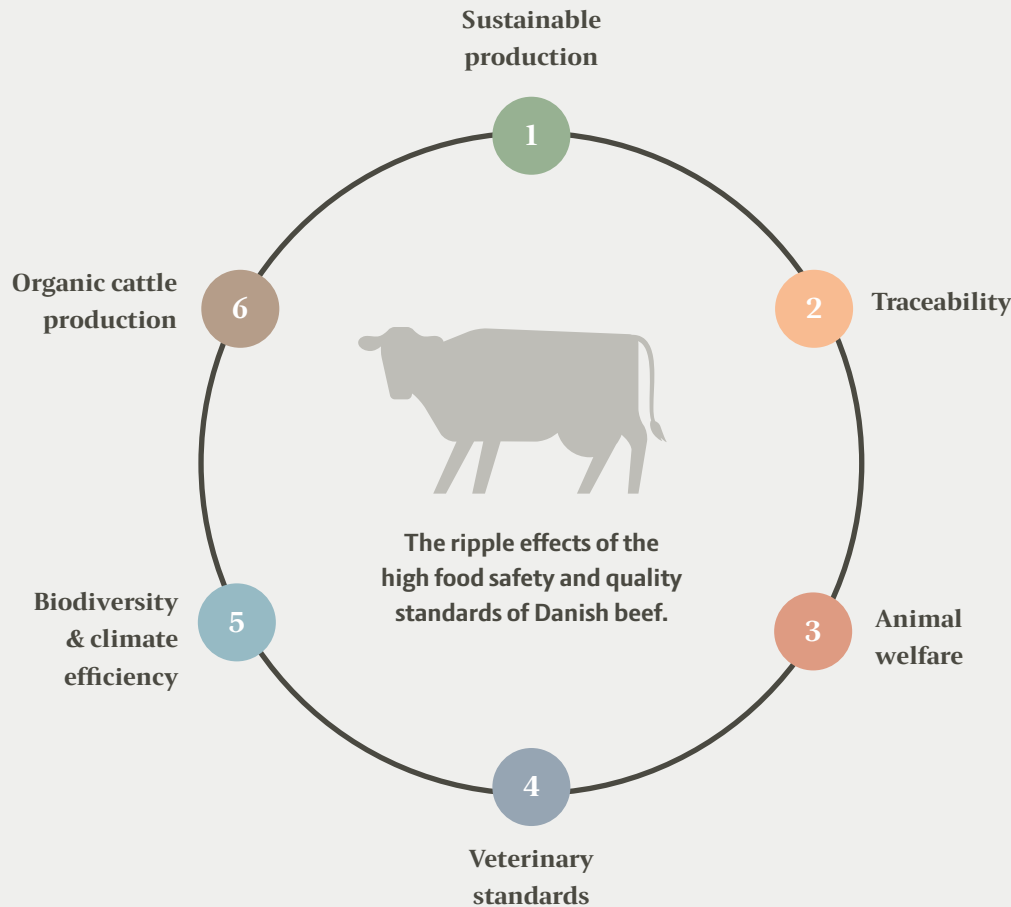 Sustainable
production
1
2
Traceability
3
Animal
welfare
4
Veterinary
standards
5
Biodiversity
& climate
efficiency
6
Organic cattle
production
The ripple effects of the
high food safety and quality
standards of Danish beef.